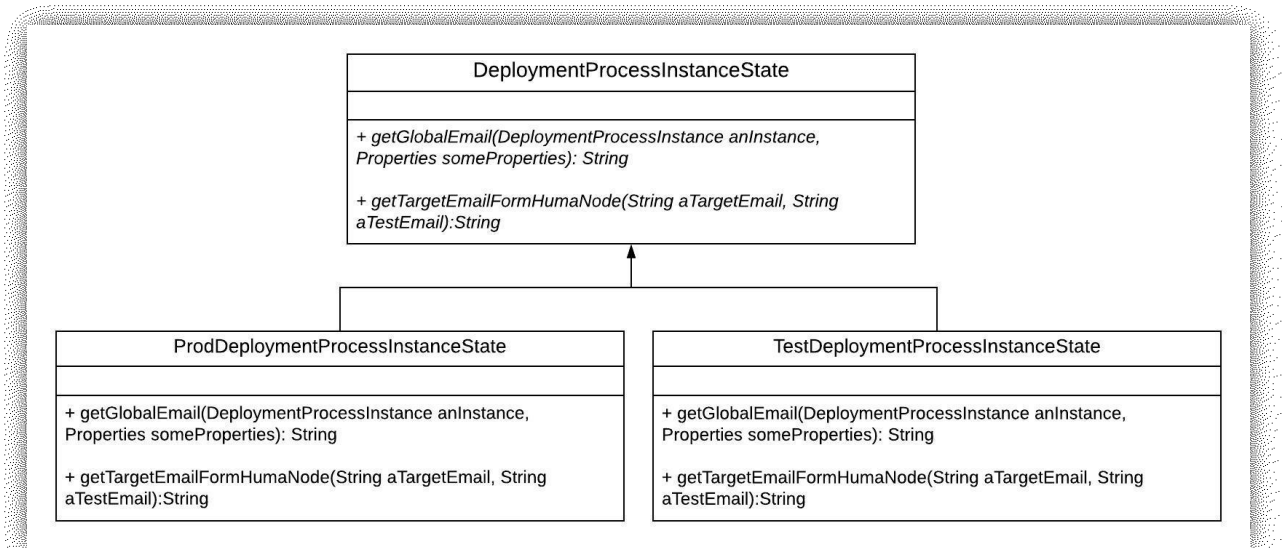 DeploymentProcessInstanceState
+ getGlobalEmail(DeploymentProcessInstance anInstance,
Properties someProperties): String
+ getTargetEmailFormHumaNode(String aTargetEmail, String
aTestEmail):String
ProdDeploymentProcessInstanceState
+ getGlobalEmail(DeploymentProcessInstance anInstance,
Properties someProperties): String
+ getTargetEmailFormHumaNode(String aTargetEmail, String
aTestEmail):String
TestDeploymentProcessInstanceState
+ getGlobalEmail(DeploymentProcessInstance anInstance,
Properties someProperties): String
+ getTargetEmailFormHumaNode(String aTargetEmail, String
aTestEmail):String